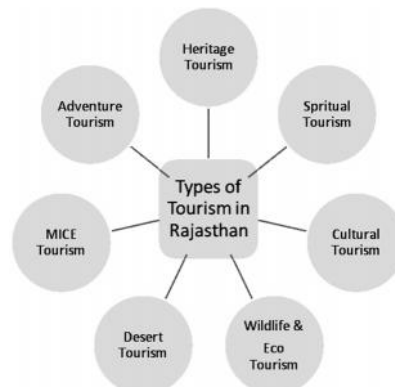 Heritage
Tourism
Adventure
Tourism
Spritual
Tourism
Types of
Tourism in
Rajasthan
MICE
Tourism
Cultural
Tourism
Desert
Tourism
Wildlife &
Eco
Tourism